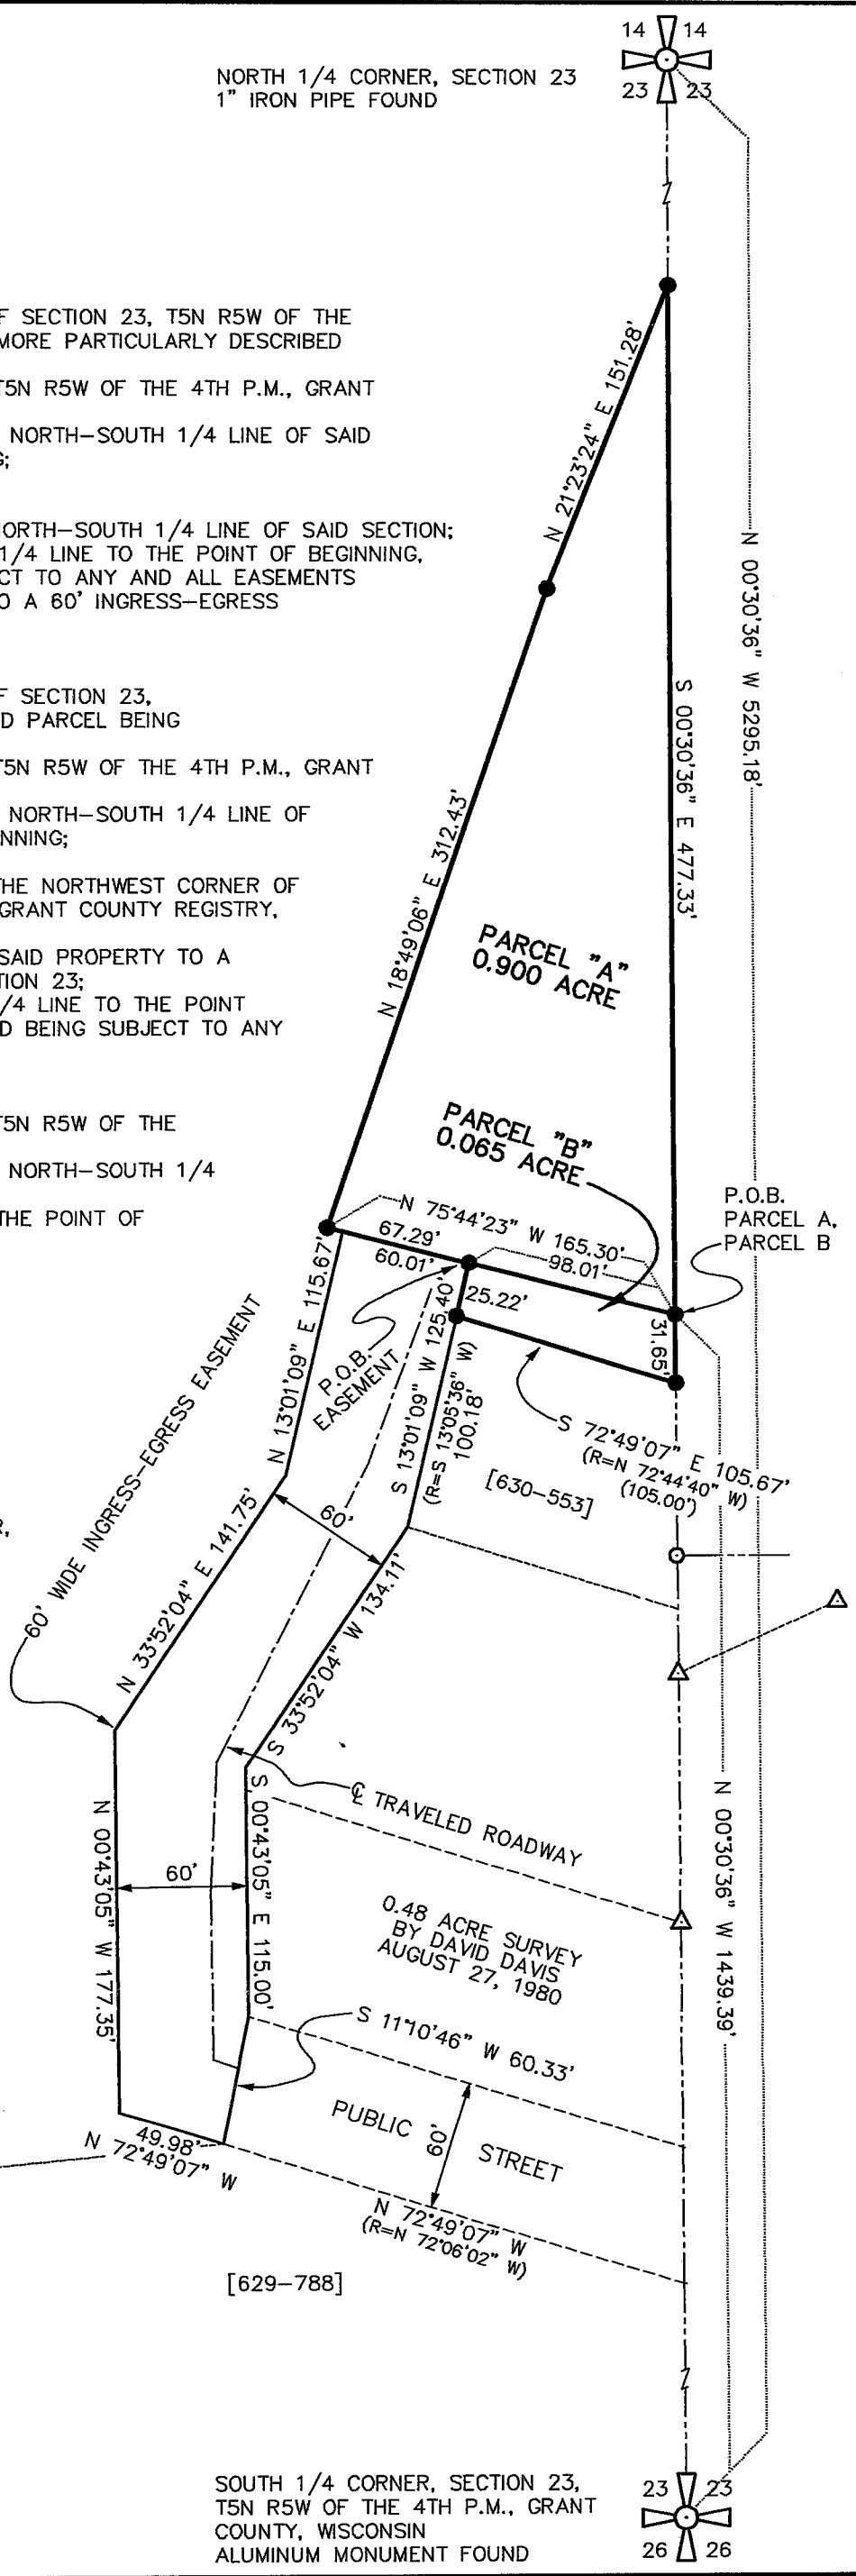 14 14
23 23
NORTH 1/4 CORNER, SECTION 23
1" IRON PIPE FOUND
F SECTION 23, T5N R5W OF THE
MORE PARTICULARLY DESCRIBED
T5N R5W OF THE 4TH P.M., GRANT
NORTH-SOUTH 1/4 LINE OF SAID
G;
NORTH-SOUTH 1/4 LINE OF SAID SECTION;
1/4 LINE TO THE POINT OF BEGINNING,
CT TO ANY AND ALL EASEMENTS
O A 60' INGRESS-EGRESS
F SECTION 23,
D PARCEL BEING
T5N R5W OF THE 4TH P.M., GRANT
NORTH-SOUTH 1/4 LINE OF
NNING;
THE NORTHWEST CORNER OF
GRANT COUNTY REGISTRY,
SAID PROPERTY TO A
TION 23;
/4 LINE TO THE POINT
D BEING SUBJECT TO ANY
T5N R5W OF THE
NORTH-SOUTH 1/4
THE POINT OF
R,
N 21°23'24" E 151.28'
N 00°30'36" W 5295.18'
S 00°30'36" E 477.33'
N 18°49'06" E 312.43'
PARCEL "A"
0.900 ACRE
PARCEL "B"
0.065 ACRE
N 75°44'23" W 165.30'
67.29'
98.01'
60.01'
P.O.B.
PARCEL A,
PARCEL B
25.22'
31.65'
N 13°01'09" E 115.67'
P.O.B.
EASEMENT
S 13°01'09" W 125.40'
(R=S 13°05'36" W)
100.18'
S 72°49'07" E 105.67'
(R=N 72°44'40" W)
(105.00')
[630-553]
60' WIDE INGRESS-EGRESS EASEMENT
60'
N 33°52'04" E 141.75'
S 33°52'04" W 134.11'
℄ TRAVELED ROADWAY
N 00°43'05" W 177.35'
60'
S 00°43'05" E 115.00'
N 00°30'36" W 1439.39'
0.48 ACRE SURVEY
BY DAVID DAVIS
AUGUST 27, 1980
S 11°10'46" W 60.33'
PUBLIC STREET
60'
49.98'
N 72°49'07" W
N 72°49'07" W
(R=N 72°06'02" W)
[629-788]
SOUTH 1/4 CORNER, SECTION 23,
T5N R5W OF THE 4TH P.M., GRANT
COUNTY, WISCONSIN
ALUMINUM MONUMENT FOUND
23 23
26 26